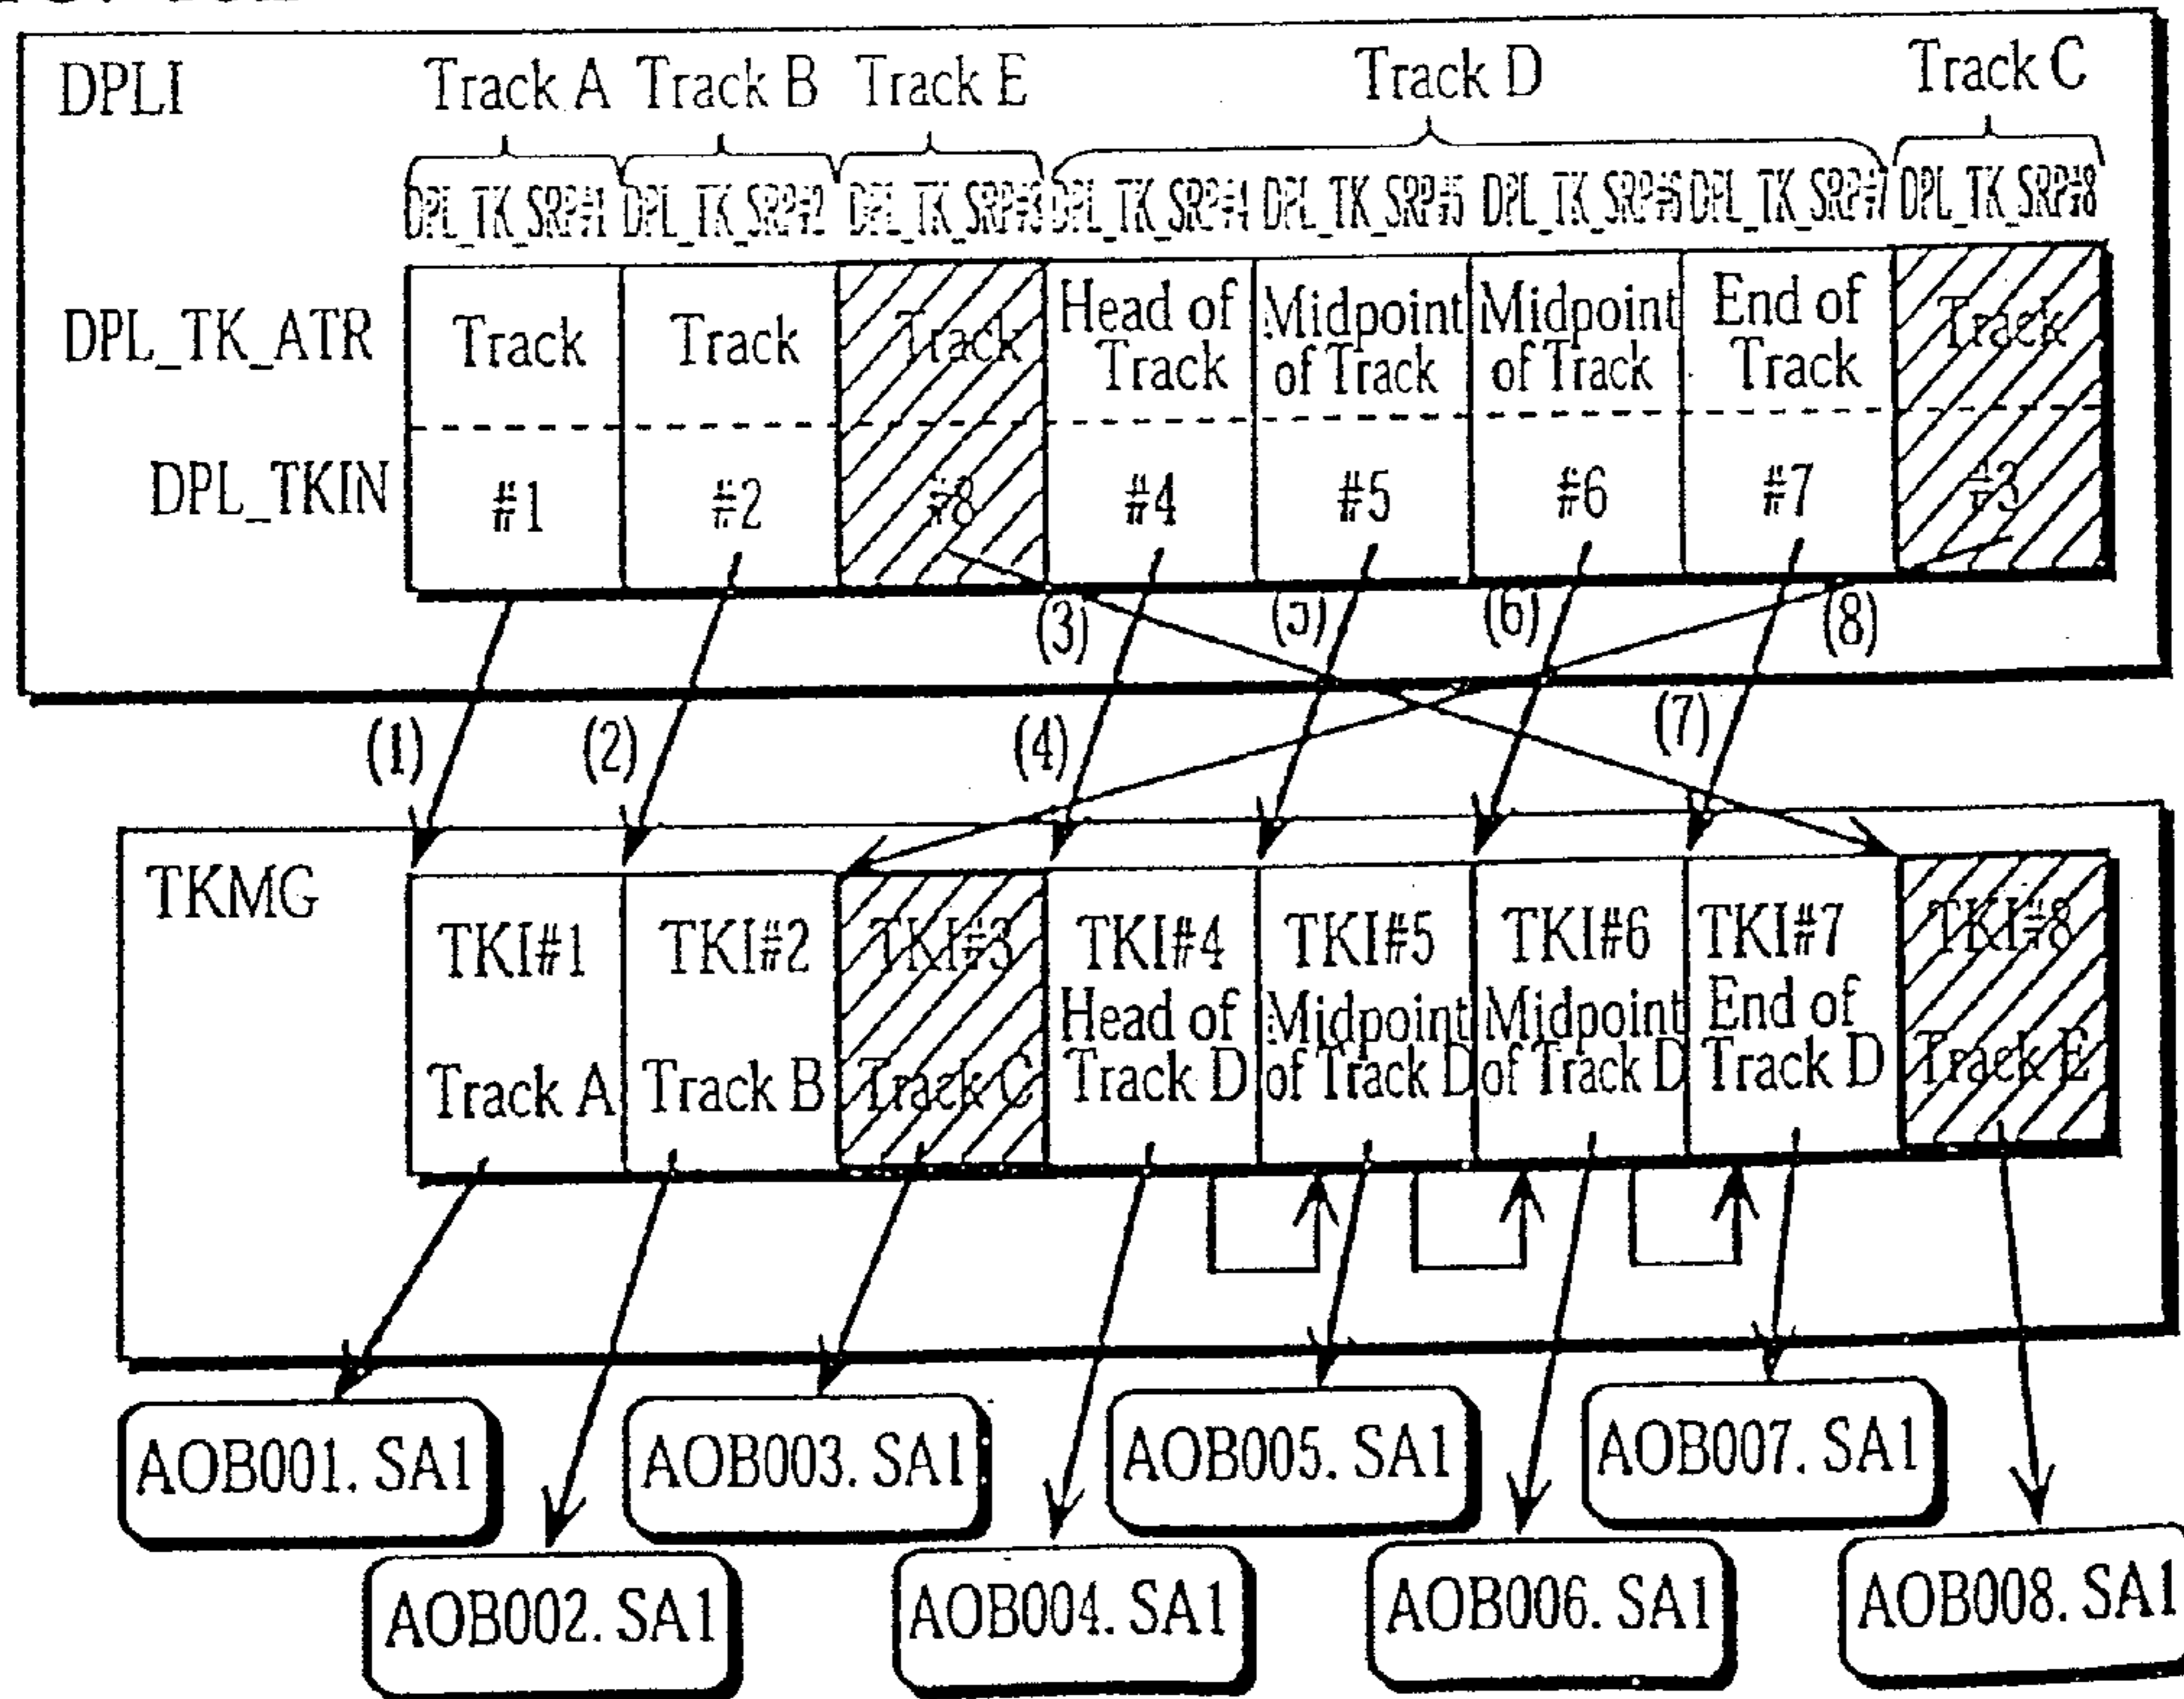 DPLI Track A Track B Track E Track D Track C
DPL_TK_SRP#1 DPL_TK_SRP#2 DPL_TK_SRP#3 DPL_TK_SRP#4 DPL_TK_SRP#5 DPL_TK_SRP#6 DPL_TK_SRP#7 DPL_TK_SRP#8
DPL_TK_ATR Track Track Track Head of Track Midpoint of Track Midpoint of Track End of Track Track
DPL_TKIN #1 #2 #8 #4 #5 #6 #7 #3
(3) (5) (6) (8)
(1) (2) (4) (7)
TKMG
TKI#1 TKI#2 TKI#3 TKI#4 TKI#5 TKI#6 TKI#7 TKI#8
Track A Track B Track C Head of Track D Midpoint of Track D Midpoint of Track D End of Track D Track E
AOB001. SA1 AOB003. SA1 AOB005. SA1 AOB007. SA1
AOB002. SA1 AOB004. SA1 AOB006. SA1 AOB008. SA1